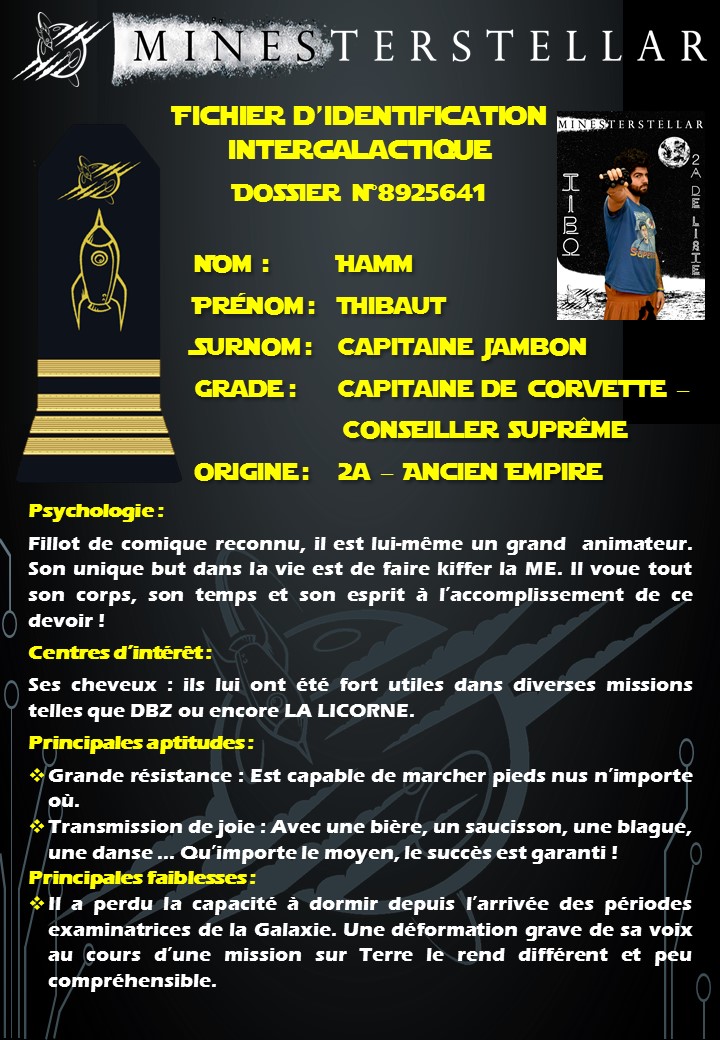 MINESTERSTELLAR
FICHIER D'IDENTIFICATION
INTERGALACTIQUE
DOSSIER N°8925641
MINESTERSTELLAR
TIBO
2A DE LISTE
NOM : HAMM
PRÉNOM : THIBAUT
SURNOM : CAPITAINE JAMBON
GRADE : CAPITAINE DE CORVETTE –
CONSEILLER SUPRÊME
ORIGINE : 2A – ANCIEN EMPIRE
Psychologie :
Fillot de comique reconnu, il est lui-même un grand animateur.
Son unique but dans la vie est de faire kiffer la ME. Il voue tout
son corps, son temps et son esprit à l'accomplissement de ce
devoir !
Centres d'intérêt :
Ses cheveux : ils lui ont été fort utiles dans diverses missions
telles que DBZ ou encore LA LICORNE.
Principales aptitudes :
❖ Grande résistance : Est capable de marcher pieds nus n'importe
où.
❖ Transmission de joie : Avec une bière, un saucisson, une blague,
une danse … Qu'importe le moyen, le succès est garanti !
Principales faiblesses :
❖ Il a perdu la capacité à dormir depuis l'arrivée des périodes
examinatrices de la Galaxie. Une déformation grave de sa voix
au cours d'une mission sur Terre le rend différent et peu
compréhensible.